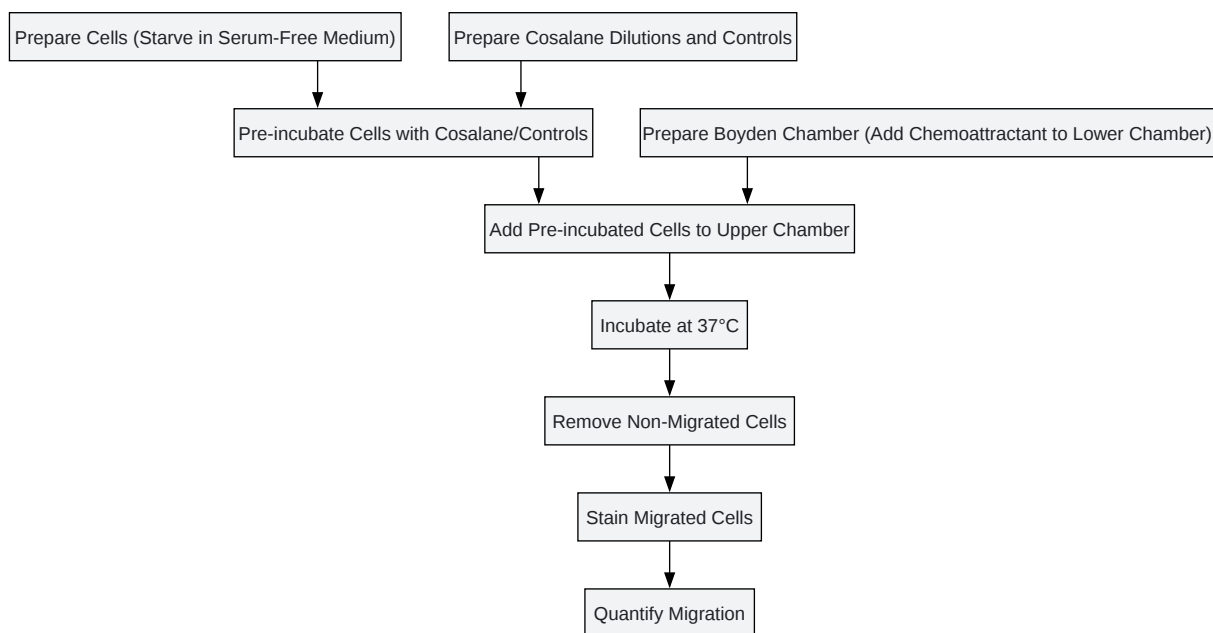 Prepare Cells (Starve in Serum-Free Medium)
Prepare Cosalane Dilutions and Controls
Pre-incubate Cells with Cosalane/Controls
Prepare Boyden Chamber (Add Chemoattractant to Lower Chamber)
Add Pre-incubated Cells to Upper Chamber
Incubate at 37°C
Remove Non-Migrated Cells
Stain Migrated Cells
Quantify Migration